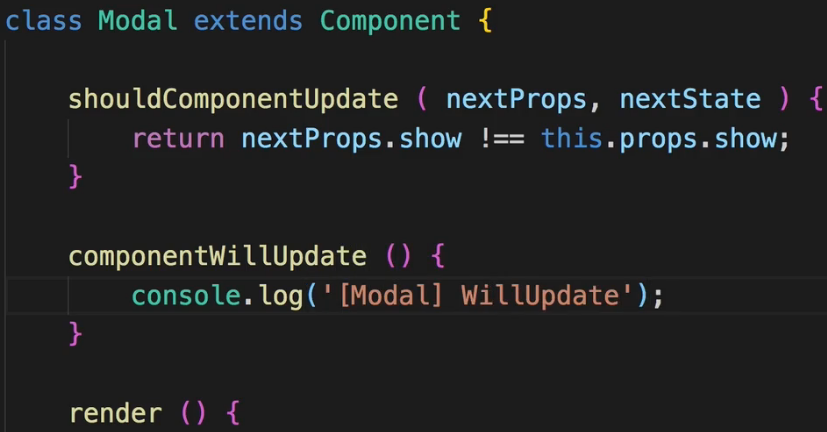 class Modal extends Component {
shouldComponentUpdate ( nextProps, nextState ) {
return nextProps.show !== this.props.show;
}
componentWillUpdate () {
console.log('[Modal] WillUpdate');
}
render () {